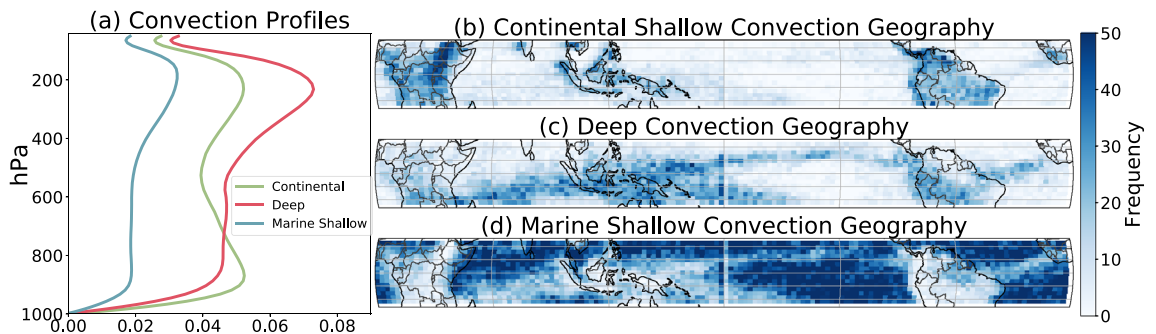 (a) Convection Profiles
hPa
200
400
600
800
1000
0.00
0.02
0.04
0.06
0.08
Continental
Deep
Marine Shallow
(b) Continental Shallow Convection Geography
(c) Deep Convection Geography
(d) Marine Shallow Convection Geography
50
40
30
20
10
0
Frequency